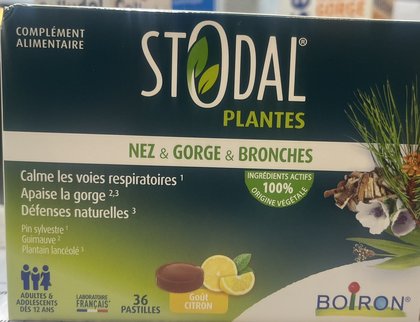 COMPLÉMENT
ALIMENTAIRE
STODAL®
PLANTES
NEZ & GORGE & BRONCHES
Calme les voies respiratoires ¹
Apaise la gorge ²,³
Défenses naturelles ³
Pin sylvestre ¹
Guimauve ²
Plantain lancéolé ³
INGRÉDIENTS ACTIFS
100%
ORIGINE VÉGÉTALE
ADULTES &
ADOLESCENTS
DÈS 12 ANS
LABORATOIRE
FRANÇAIS
36
PASTILLES
Goût
CITRON
BOIRON®
GORGE